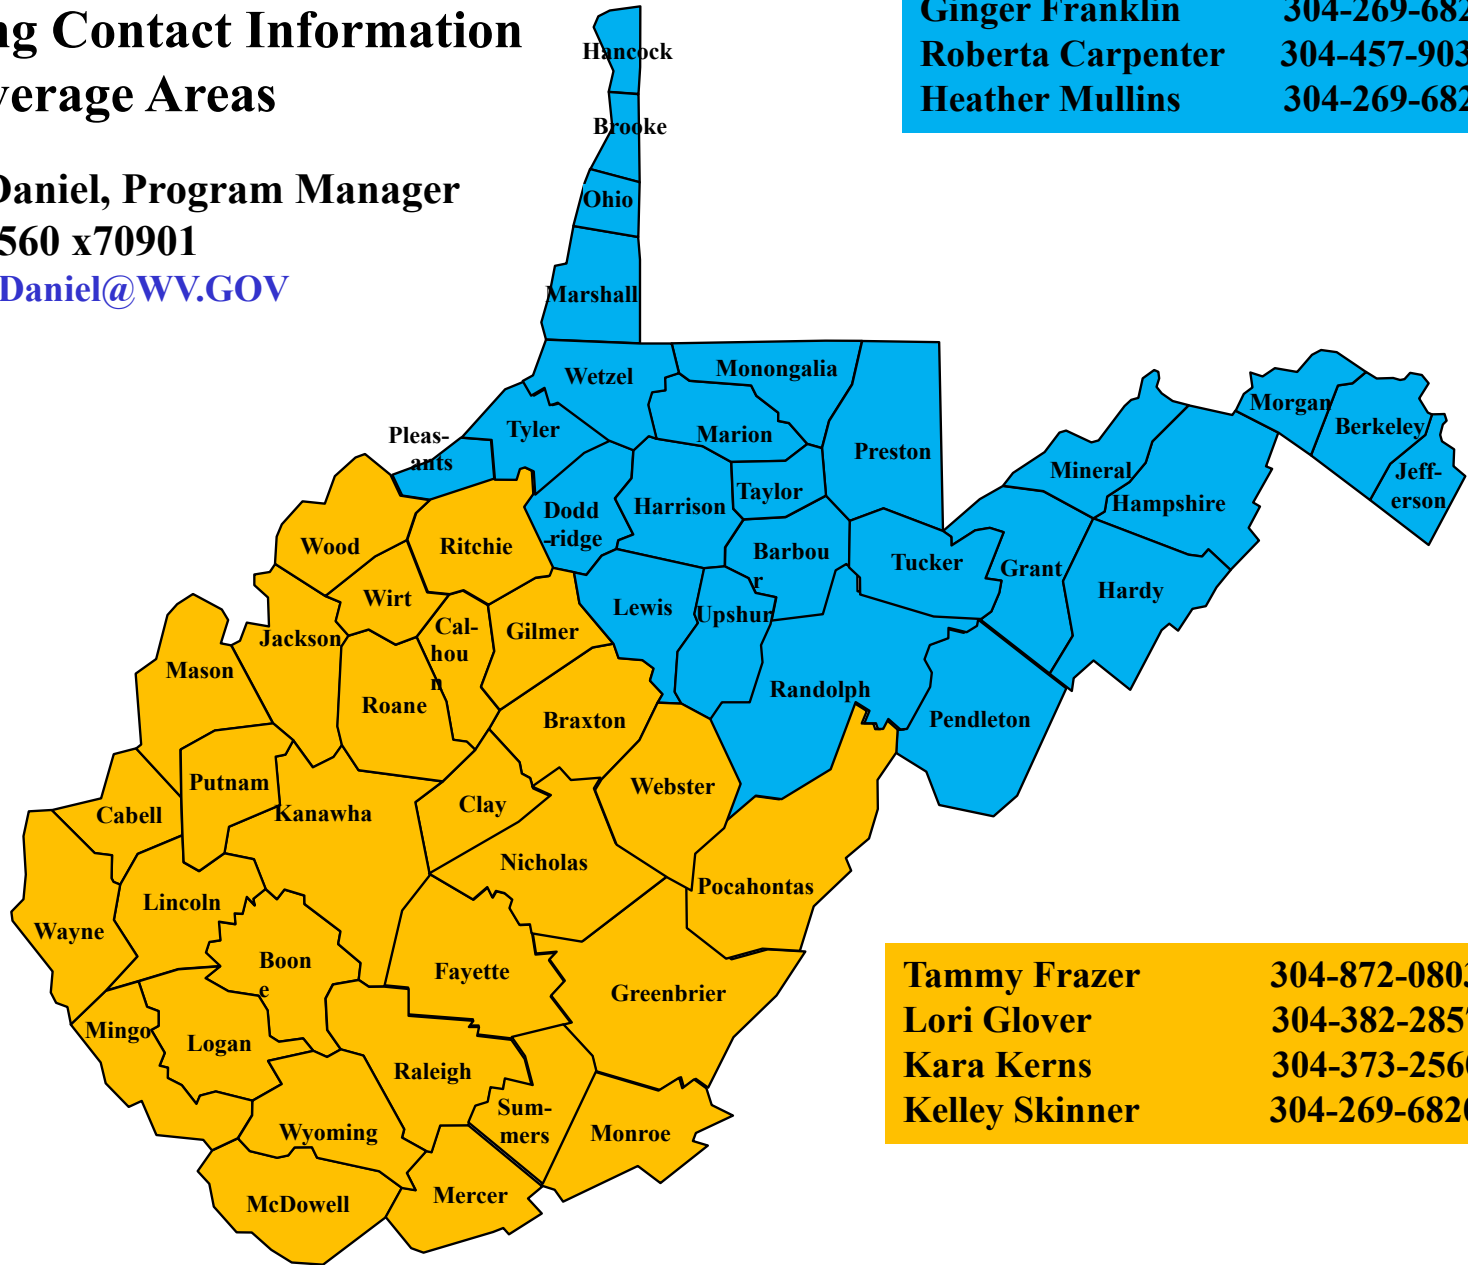 ng Contact Information
verage Areas
Daniel, Program Manager
560 x70901
Daniel@WV.GOV
Ginger Franklin 304-269-682
Roberta Carpenter 304-457-903
Heather Mullins 304-269-682
Hancock
Brooke
Ohio
Marshall
Wetzel
Monongalia
Marion
Preston
Tyler
Pleas-
ants
Dodd
-ridge
Harrison
Taylor
Barbou
r
Tucker
Grant
Mineral
Hampshire
Hardy
Morgan
Berkeley
Jeff-
erson
Lewis
Upshur
Randolph
Pendleton
Wood
Ritchie
Wirt
Cal-
hou
n
Gilmer
Jackson
Mason
Roane
Braxton
Webster
Putnam
Cabell
Kanawha
Clay
Nicholas
Pocahontas
Lincoln
Wayne
Boon
e
Fayette
Greenbrier
Mingo
Logan
Raleigh
Sum-
mers
Monroe
Wyoming
McDowell
Mercer
Tammy Frazer 304-872-080
Lori Glover 304-382-285
Kara Kerns 304-373-256
Kelley Skinner 304-269-682